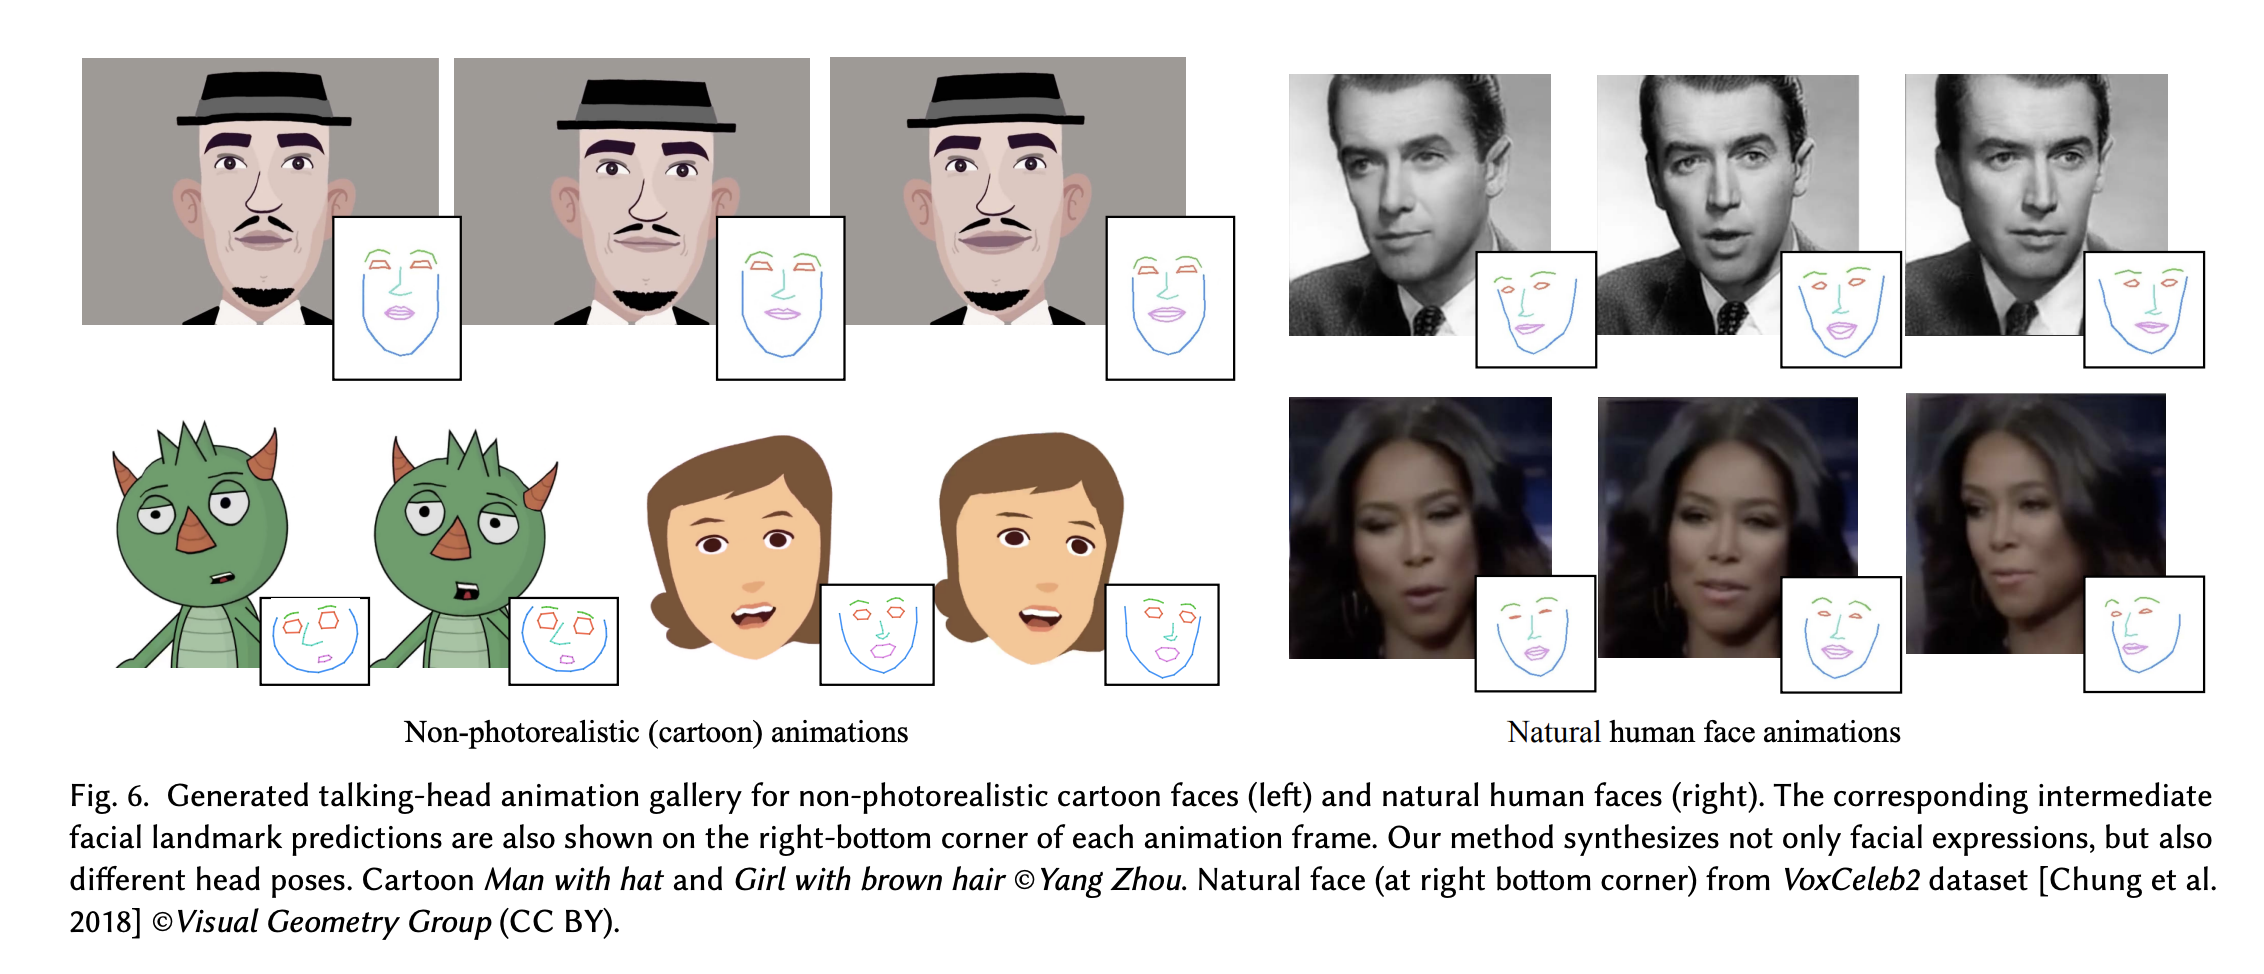 Non-photorealistic (cartoon) animations
Natural human face animations
Fig. 6. Generated talking-head animation gallery for non-photorealistic cartoon faces (left) and natural human faces (right). The corresponding intermediate
facial landmark predictions are also shown on the right-bottom corner of each animation frame. Our method synthesizes not only facial expressions, but also
different head poses. Cartoon Man with hat and Girl with brown hair ©Yang Zhou. Natural face (at right bottom corner) from VoxCeleb2 dataset [Chung et al.
2018] ©Visual Geometry Group (CC BY).